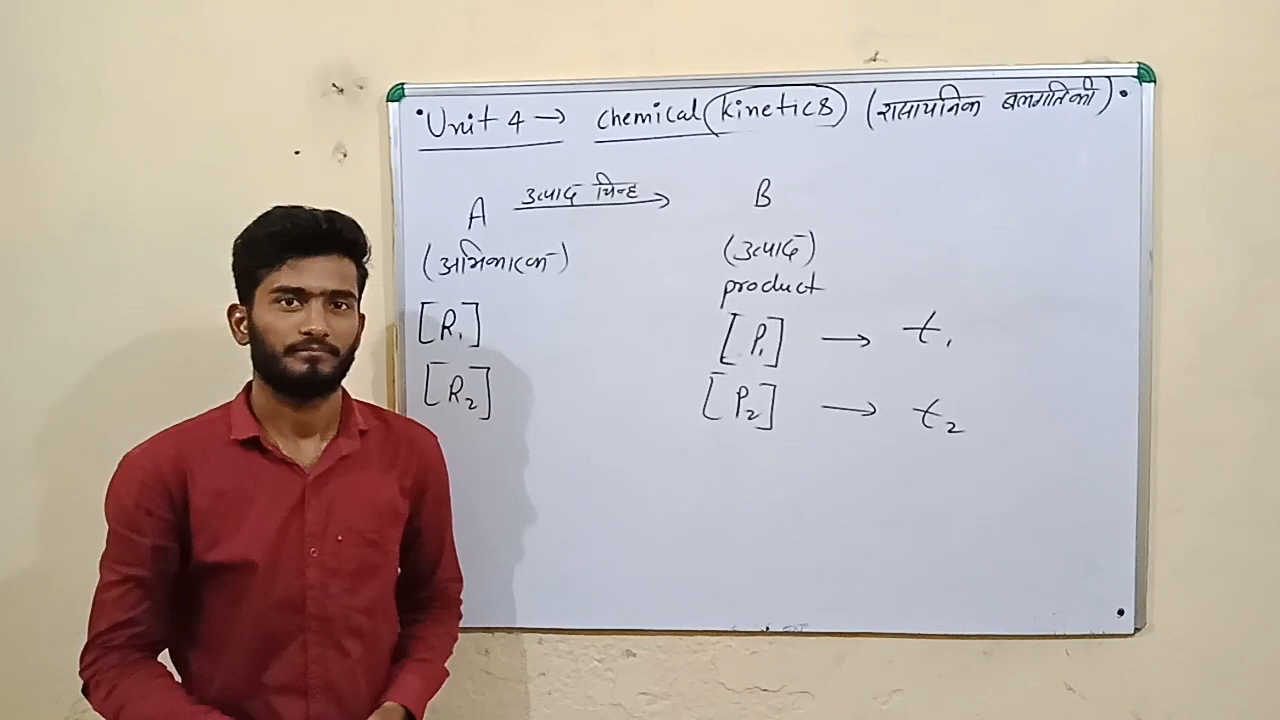 •Unit 4 → chemical kinetics (रासायनिक बलगतिकी).
A उत्पाद चिन्ह → B
(अभिकारक) (उत्पाद)
product
[R1] [P1] → t1
[R2] [P2] → t2